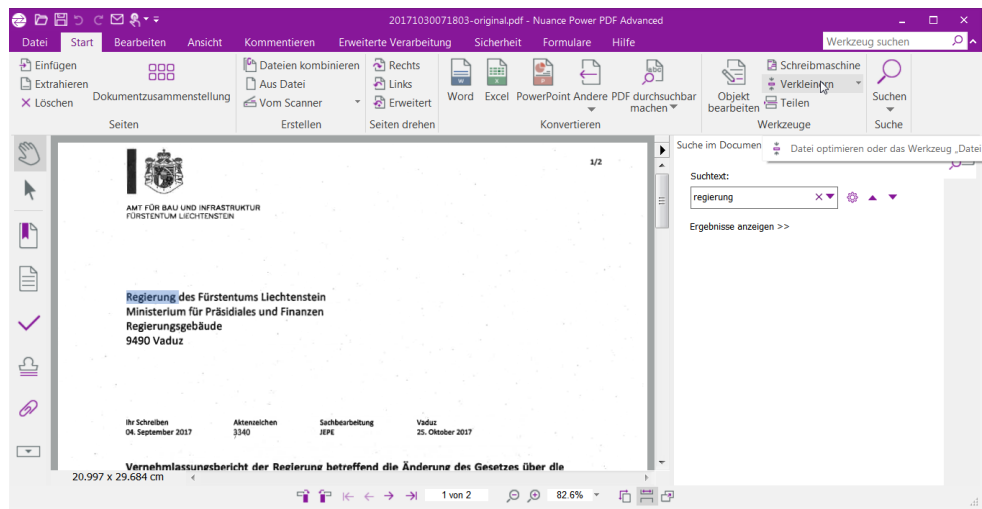 20171030071803-original.pdf - Nuance Power PDF Advanced
Datei Start Bearbeiten Ansicht Kommentieren Erweiterte Verarbeitung Sicherheit Formulare Hilfe Werkzeug suchen
Einfügen
Extrahieren
Löschen
Dokumentzusammenstellung
Seiten
Dateien kombinieren
Aus Datei
Vom Scanner
Erstellen
Rechts
Links
Erweitert
Seiten drehen
Word Excel PowerPoint Andere PDF durchsuchbar
machen
Konvertieren
Objekt
bearbeiten
Schreibmaschine
Verkleinern
Teilen
Werkzeuge
Suchen
Suche
Datei optimieren oder das Werkzeug „Datei
1/2
AMT FÜR BAU UND INFRASTRUKTUR
FÜRSTENTUM LIECHTENSTEIN
Regierung des Fürstentums Liechtenstein
Ministerium für Präsidiales und Finanzen
Regierungsgebäude
9490 Vaduz
Ihr Schreiben Aktenzeichen Sachbearbeitung Vaduz
04. September 2017 3340 JEPE 25. Oktober 2017
Vernehmlassungsbericht der Regierung betreffend die Änderung des Gesetzes über die
Suche im Documen
Suchtext:
regierung
Ergebnisse anzeigen >>
20.997 x 29.684 cm
1 von 2 82.6%